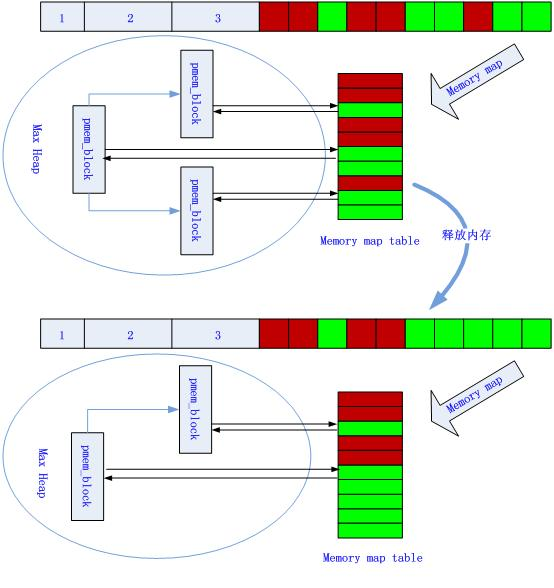 1 2 3
Memory map
pmem_block
Max Heap
pmem_block
pmem_block
Memory map table
释放内存
1 2 3
Memory map
pmem_block
Max Heap
pmem_block
Memory map table